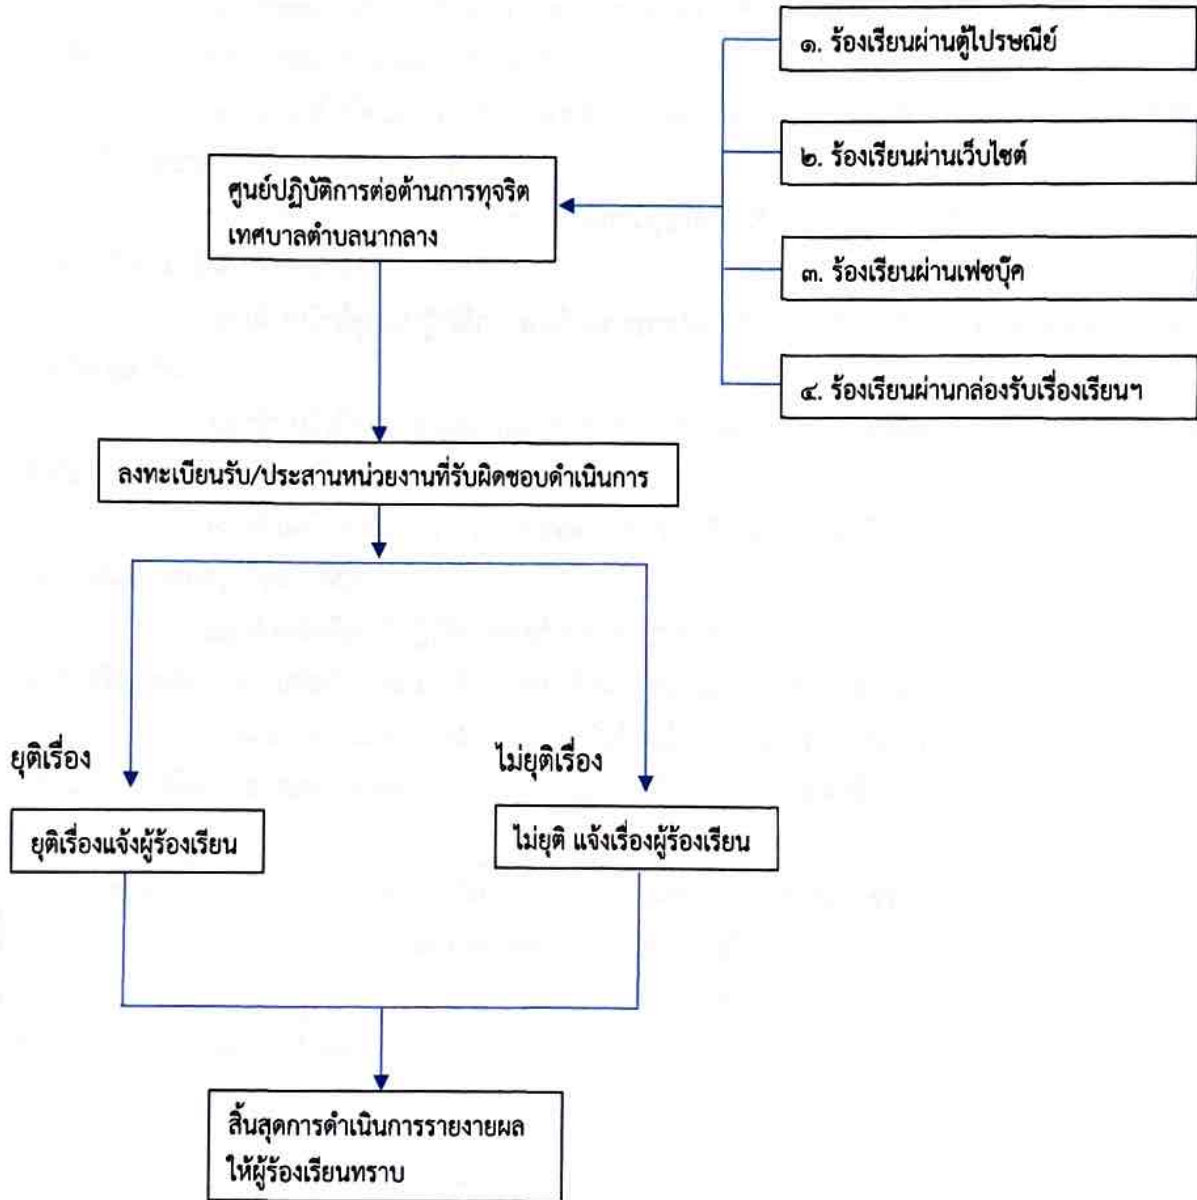 ๑. ร้องเรียนผ่านตู้ไปรษณีย์
๒. ร้องเรียนผ่านเว็บไซต์
ศูนย์ปฏิบัติการต่อต้านการทุจริต
เทศบาลตำบลนากลาง
๓. ร้องเรียนผ่านเฟซบุ๊ค
๔. ร้องเรียนผ่านกล่องรับเรื่องเรียนฯ
ลงทะเบียนรับ/ประสานหน่วยงานที่รับผิดชอบดำเนินการ
ยุติเรื่อง
ไม่ยุติเรื่อง
ยุติเรื่องแจ้งผู้ร้องเรียน
ไม่ยุติ แจ้งเรื่องผู้ร้องเรียน
สิ้นสุดการดำเนินการรายงายผล
ให้ผู้ร้องเรียนทราบ